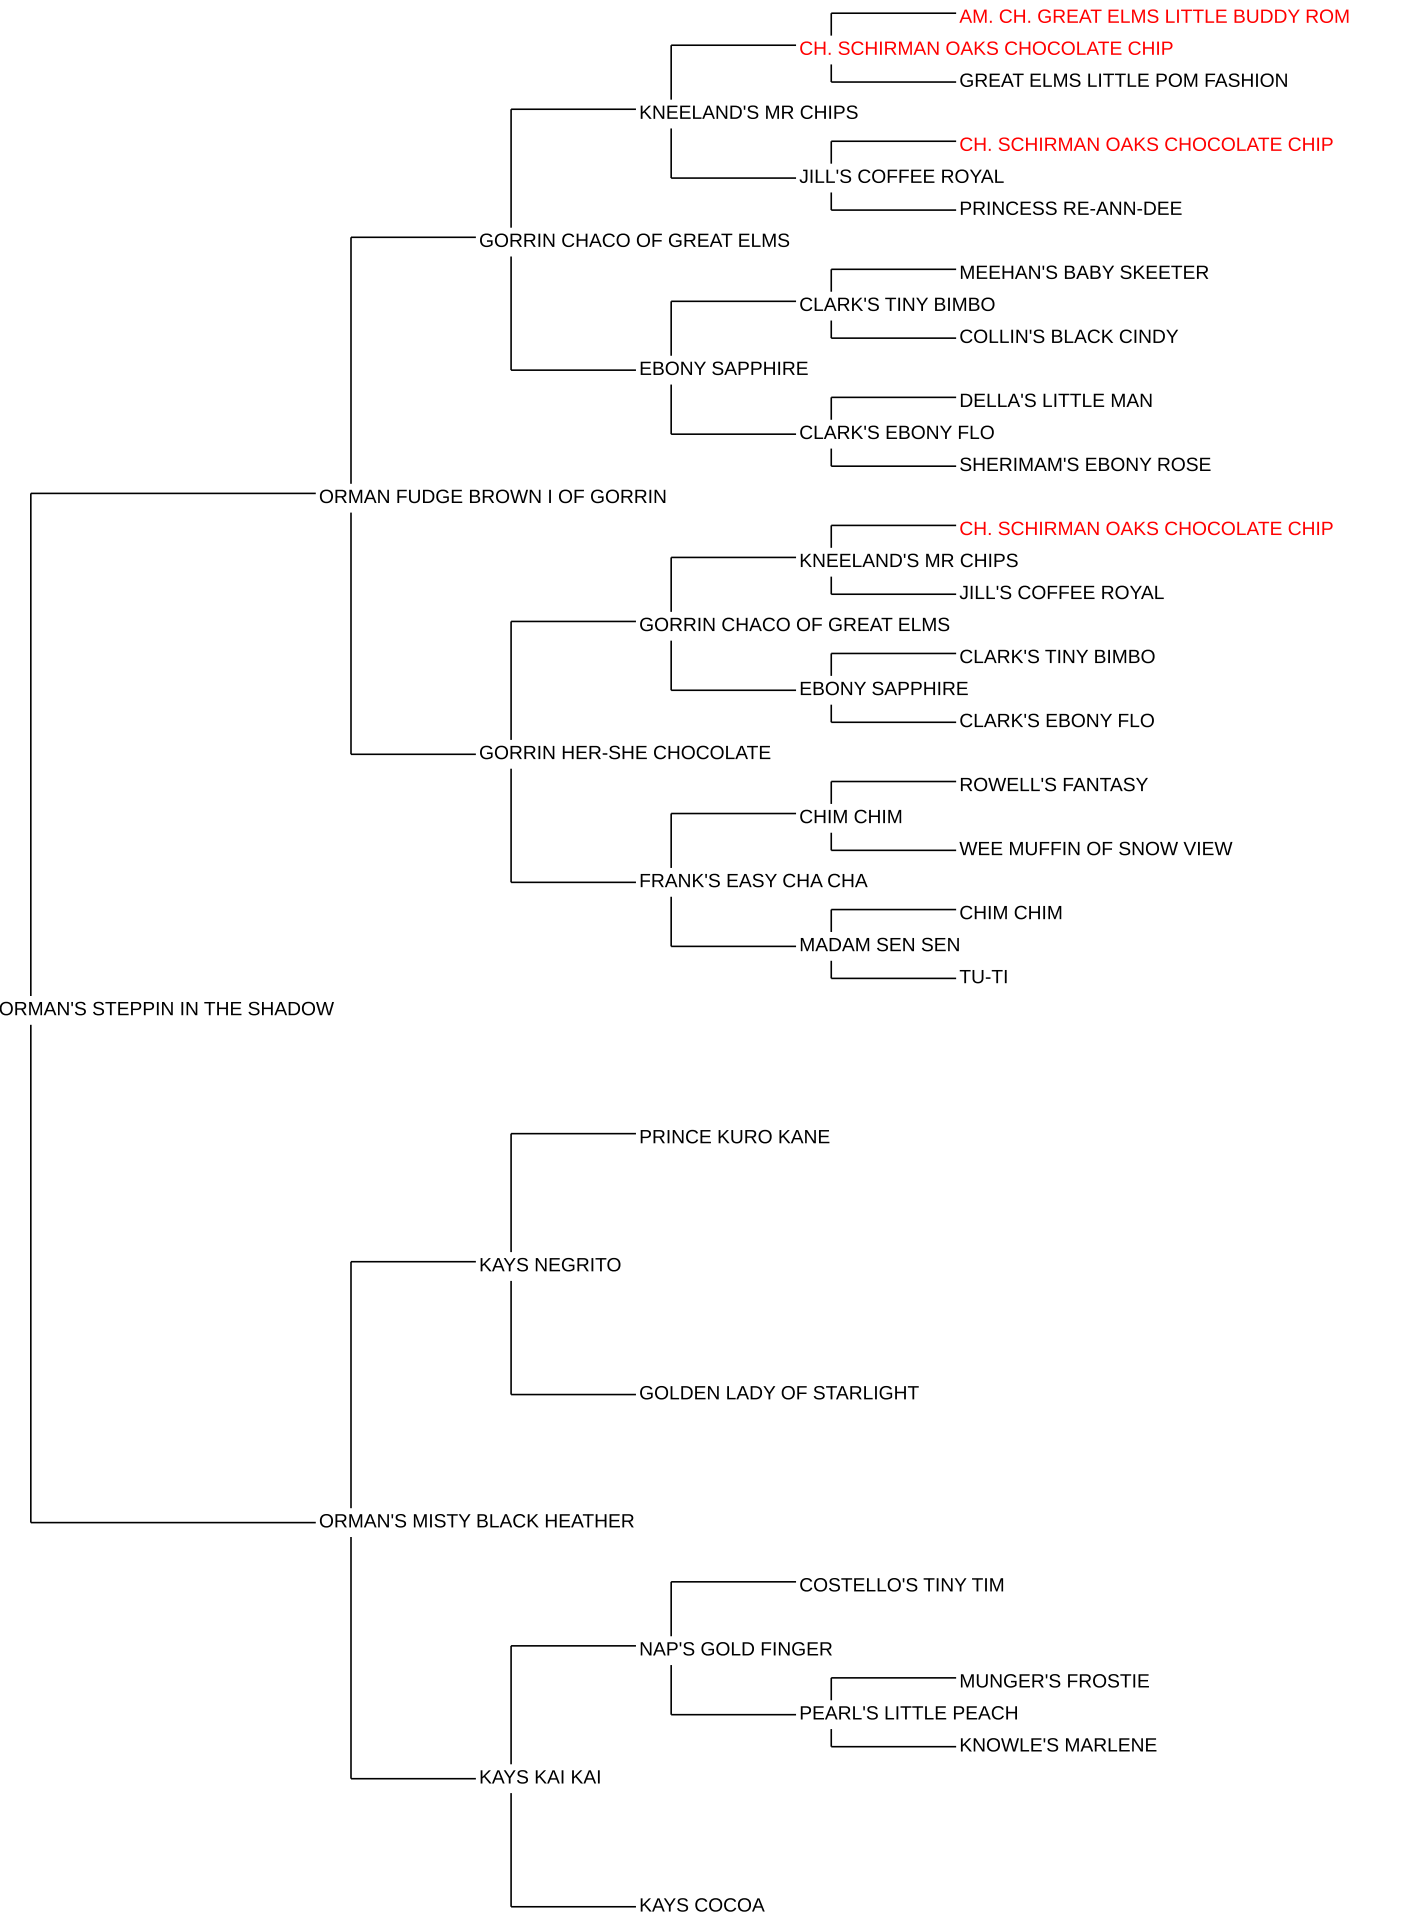 AM. CH. GREAT ELMS LITTLE BUDDY ROM
CH. SCHIRMAN OAKS CHOCOLATE CHIP
GREAT ELMS LITTLE POM FASHION
KNEELAND'S MR CHIPS
CH. SCHIRMAN OAKS CHOCOLATE CHIP
JILL'S COFFEE ROYAL
PRINCESS RE-ANN-DEE
GORRIN CHACO OF GREAT ELMS
MEEHAN'S BABY SKEETER
CLARK'S TINY BIMBO
COLLIN'S BLACK CINDY
EBONY SAPPHIRE
DELLA'S LITTLE MAN
CLARK'S EBONY FLO
SHERIMAM'S EBONY ROSE
ORMAN FUDGE BROWN I OF GORRIN
CH. SCHIRMAN OAKS CHOCOLATE CHIP
KNEELAND'S MR CHIPS
JILL'S COFFEE ROYAL
GORRIN CHACO OF GREAT ELMS
CLARK'S TINY BIMBO
EBONY SAPPHIRE
CLARK'S EBONY FLO
GORRIN HER-SHE CHOCOLATE
ROWELL'S FANTASY
CHIM CHIM
WEE MUFFIN OF SNOW VIEW
FRANK'S EASY CHA CHA
CHIM CHIM
MADAM SEN SEN
TU-TI
ORMAN'S STEPPIN IN THE SHADOW
PRINCE KURO KANE
KAYS NEGRITO
GOLDEN LADY OF STARLIGHT
ORMAN'S MISTY BLACK HEATHER
COSTELLO'S TINY TIM
NAP'S GOLD FINGER
MUNGER'S FROSTIE
PEARL'S LITTLE PEACH
KNOWLE'S MARLENE
KAYS KAI KAI
KAYS COCOA